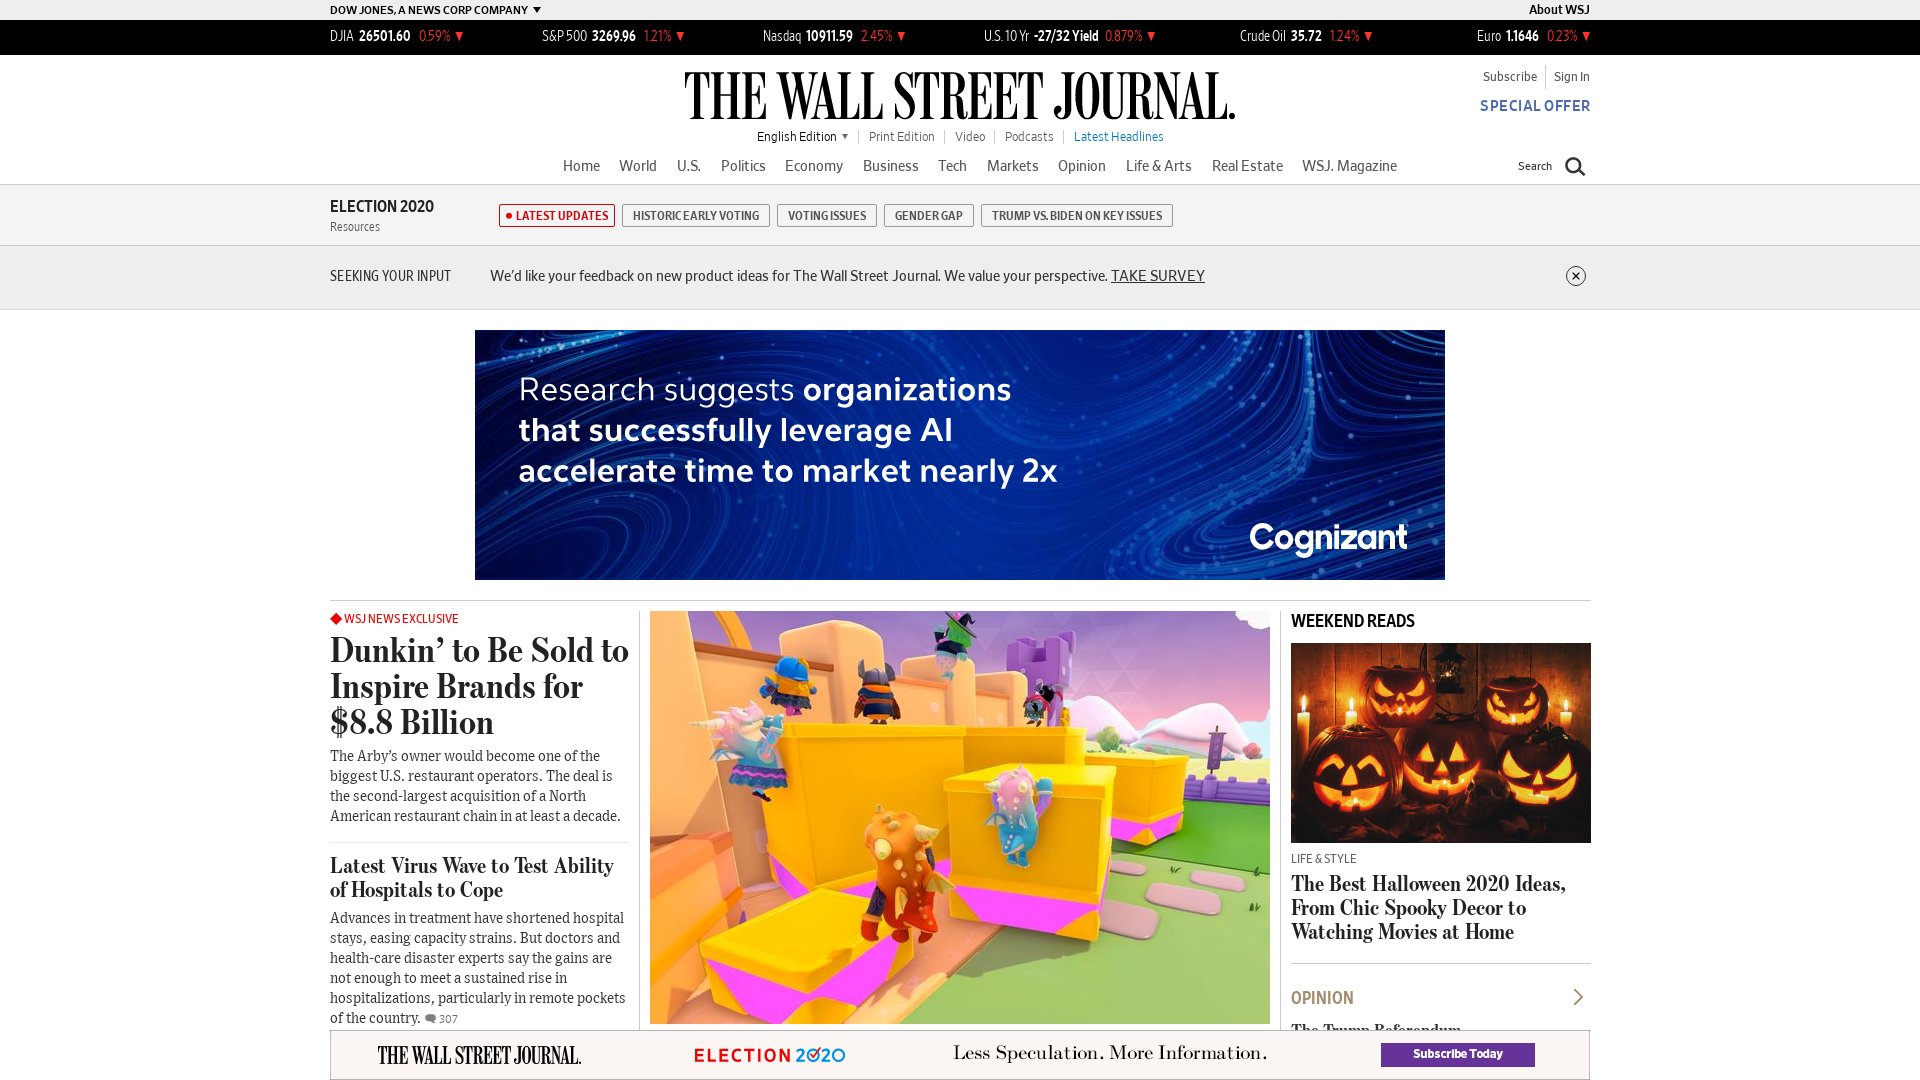 DOW JONES, A NEWS CORP COMPANY
About WSJ
DJIA 26501.60 0.59%
S&P 500 3269.96 1.21%
Nasdaq 10911.59 2.45%
U.S. 10 Yr -27/32 Yield 0.879%
Crude Oil 35.72 1.24%
Euro 1.1646 0.23%
THE WALL STREET JOURNAL.
Subscribe
Sign In
SPECIAL OFFER
English Edition
Print Edition
Video
Podcasts
Latest Headlines
Home
World
U.S.
Politics
Economy
Business
Tech
Markets
Opinion
Life & Arts
Real Estate
WSJ. Magazine
Search
ELECTION 2020
Resources
LATEST UPDATES
HISTORIC EARLY VOTING
VOTING ISSUES
GENDER GAP
TRUMP VS. BIDEN ON KEY ISSUES
SEEKING YOUR INPUT
We’d like your feedback on new product ideas for The Wall Street Journal. We value your perspective. TAKE SURVEY
Research suggests organizations
that successfully leverage AI
accelerate time to market nearly 2x
Cognizant
WSJ NEWS EXCLUSIVE
Dunkin’ to Be Sold to
Inspire Brands for
$8.8 Billion
The Arby’s owner would become one of the
biggest U.S. restaurant operators. The deal is
the second-largest acquisition of a North
American restaurant chain in at least a decade.
Latest Virus Wave to Test Ability
of Hospitals to Cope
Advances in treatment have shortened hospital
stays, easing capacity strains. But doctors and
health-care disaster experts say the gains are
not enough to meet a sustained rise in
hospitalizations, particularly in remote pockets
of the country. 307
WEEKEND READS
LIFE & STYLE
The Best Halloween 2020 Ideas,
From Chic Spooky Decor to
Watching Movies at Home
OPINION
The Trump Referendum
THE WALL STREET JOURNAL.
ELECTION 2020
Less Speculation. More Information.
Subscribe Today